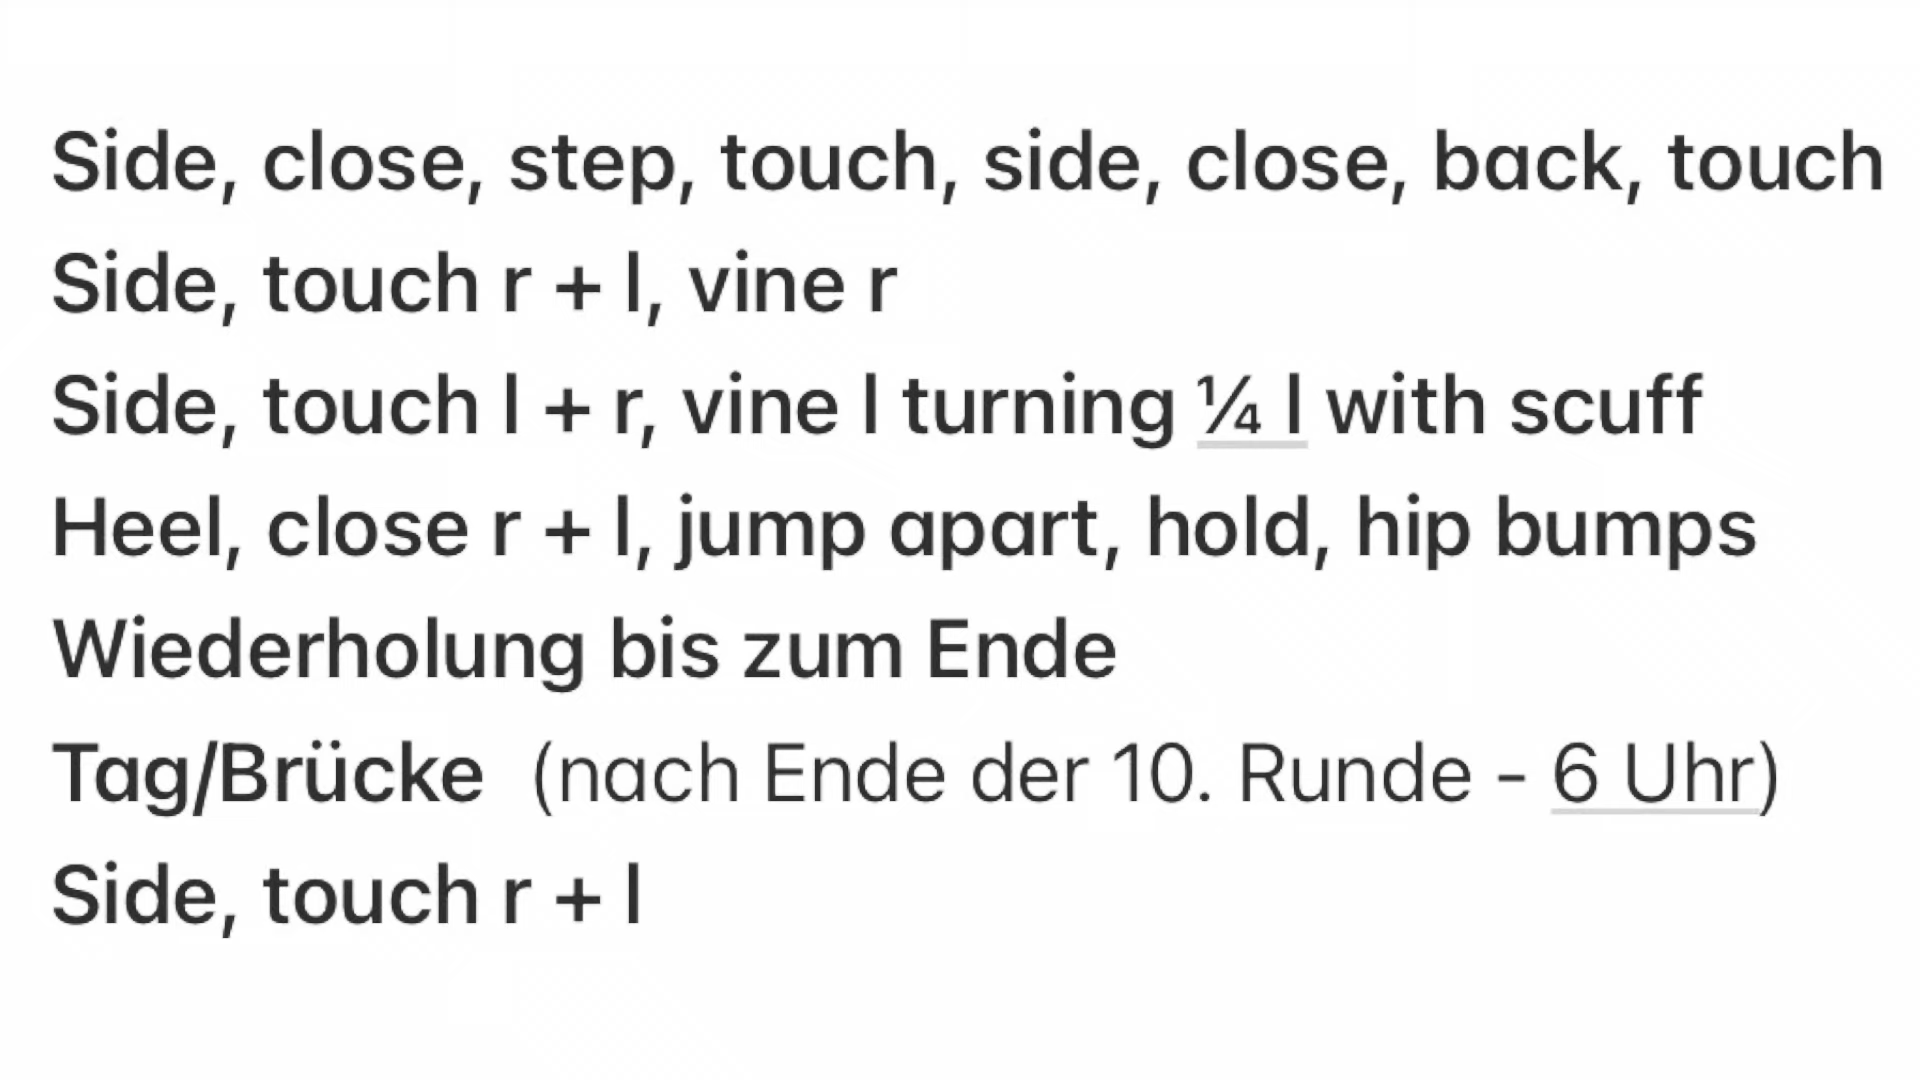 Side, close, step, touch, side, close, back, touch
Side, touch r + l, vine r
Side, touch l + r, vine l turning ¼ l with scuff
Heel, close r + l, jump apart, hold, hip bumps
Wiederholung bis zum Ende
Tag/Brücke (nach Ende der 10. Runde - 6 Uhr)
Side, touch r + l